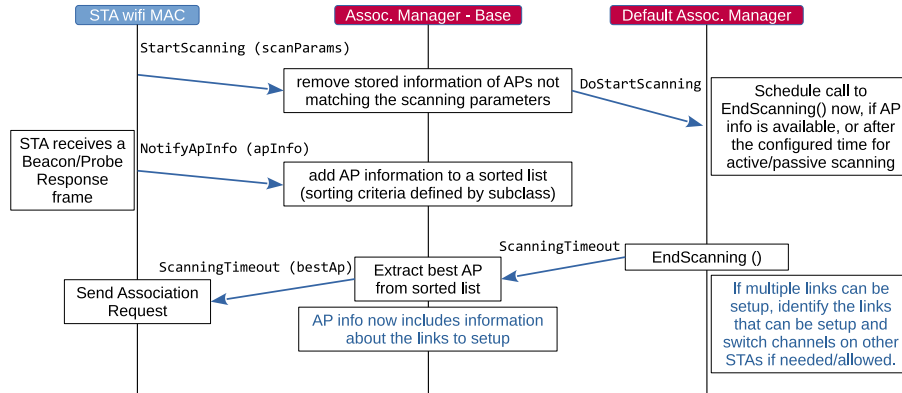 STA wifi MAC
Assoc. Manager - Base
Default Assoc. Manager
StartScanning (scanParams)
remove stored information of APs not
matching the scanning parameters
DoStartScanning
Schedule call to
EndScanning() now, if AP
info is available, or after
the configured time for
active/passive scanning
STA receives a
Beacon/Probe
Response
frame
NotifyApInfo (apInfo)
add AP information to a sorted list
(sorting criteria defined by subclass)
ScanningTimeout
EndScanning ()
ScanningTimeout (bestAp)
Extract best AP
from sorted list
Send Association
Request
AP info now includes information
about the links to setup
If multiple links can be
setup, identify the links
that can be setup and
switch channels on other
STAs if needed/allowed.